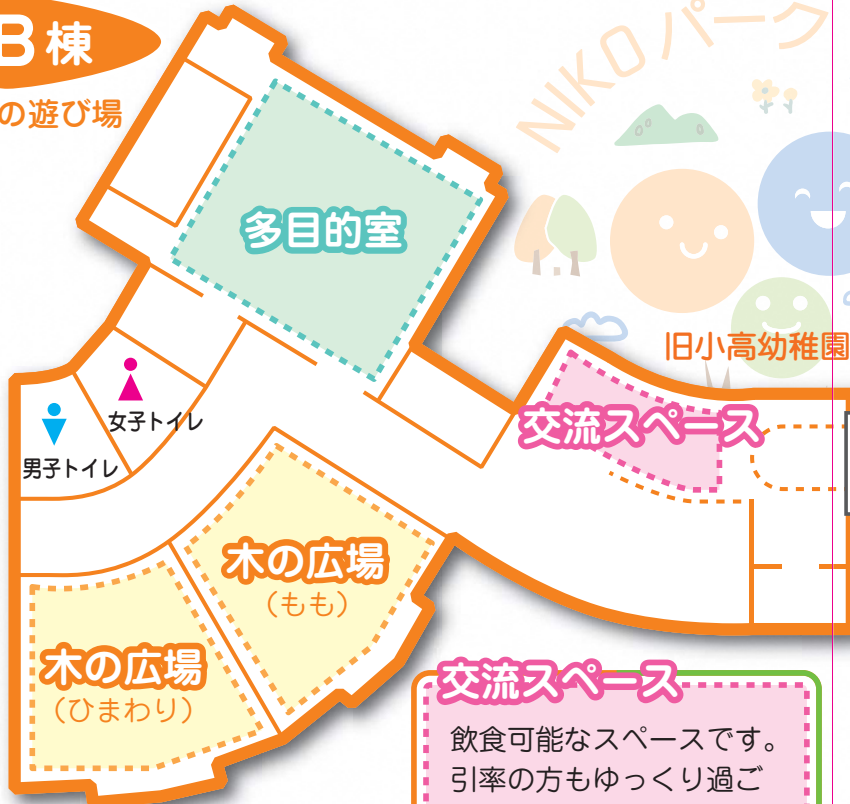 B棟
の遊び場
NIKOパーク
多目的室
旧小高幼稚園
交流スペース
女子トイレ
男子トイレ
木の広場
（もも）
木の広場
（ひまわり）
交流スペース
飲食可能なスペースです。
引率の方もゆっくり過ご